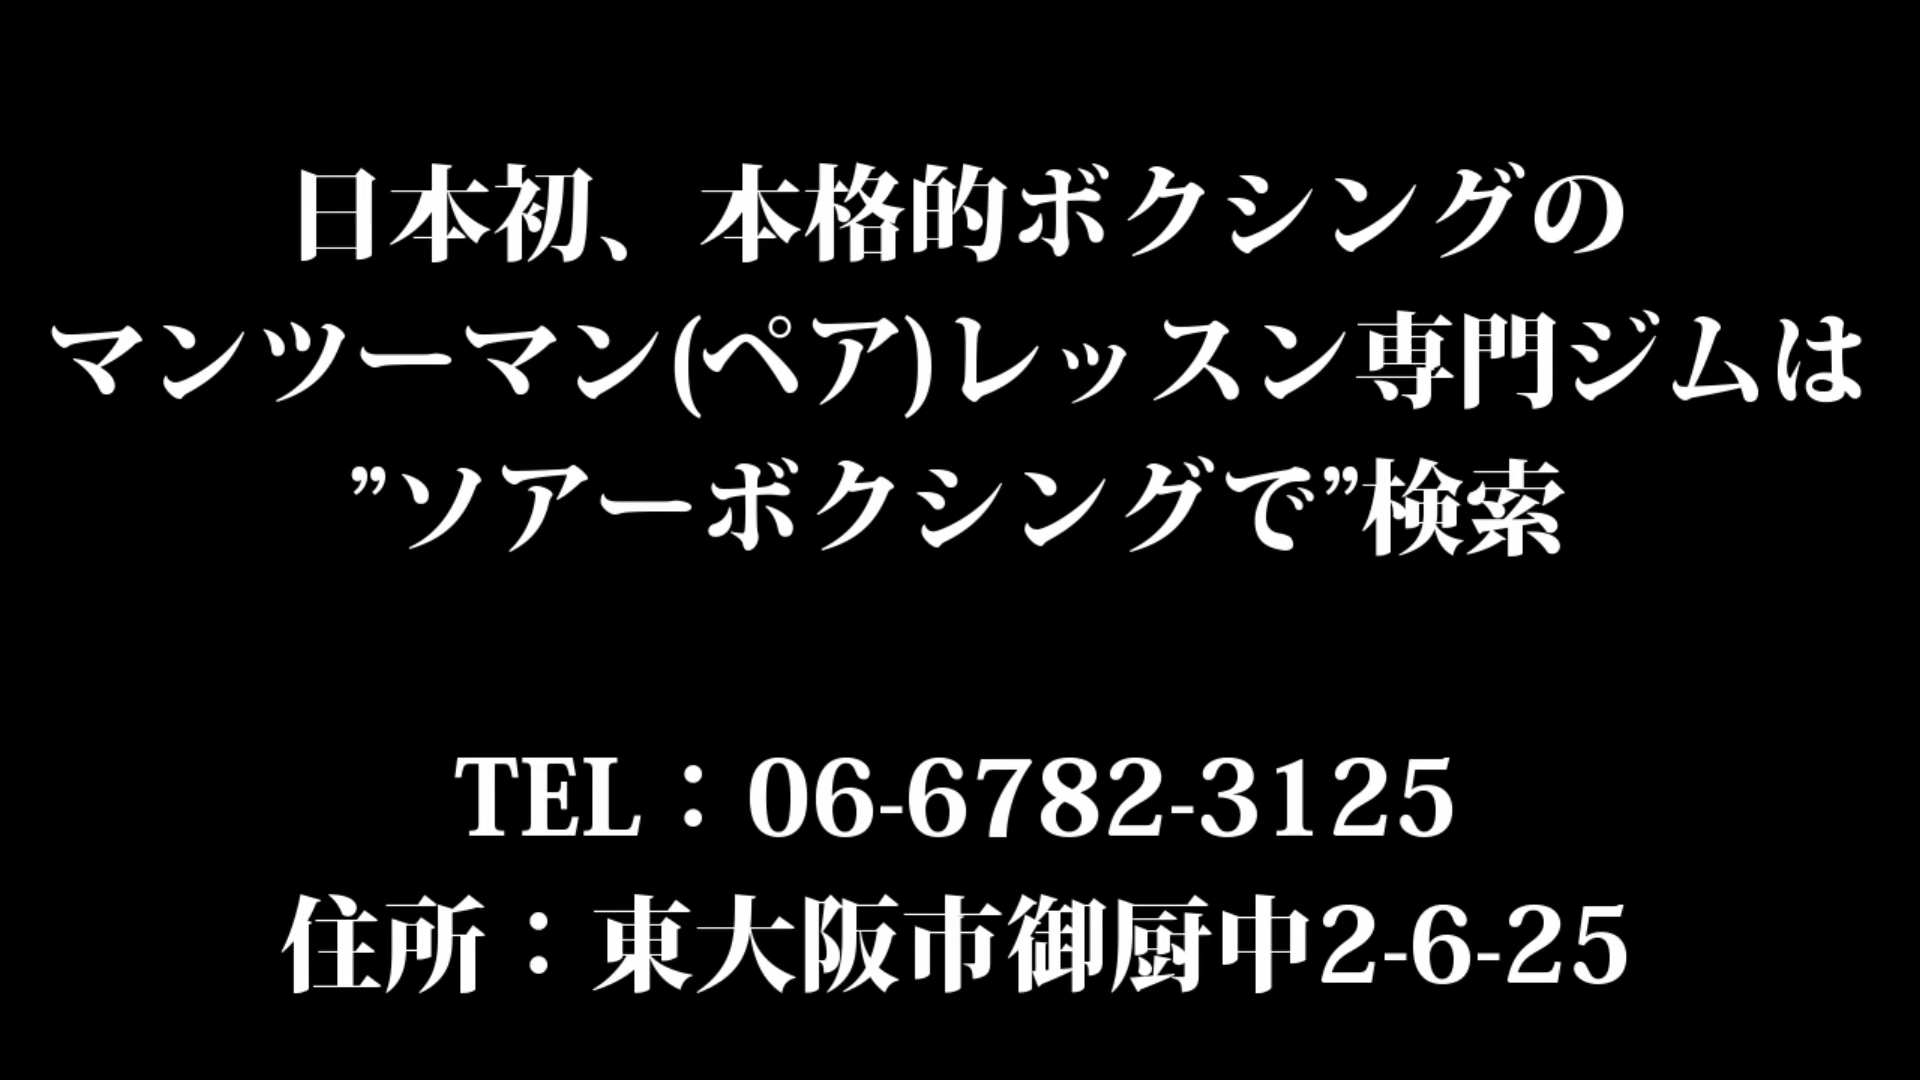 日本初、本格的ボクシングの
マンツーマン(ペア)レッスン専門ジムは
”ソアーボクシングで”検索
TEL：06-6782-3125
住所：東大阪市御厨中2-6-25